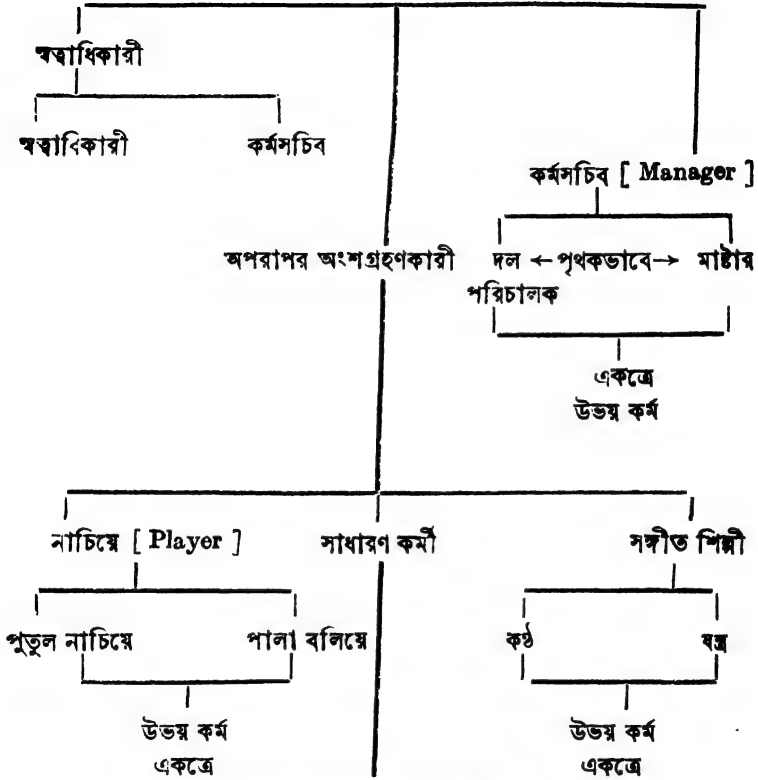 স্বত্বাধিকারী
স্বত্বাধিকারী কর্মসচিব
কর্মসচিব [ Manager ]
অপরাপর অংশগ্রহণকারী দল ←পৃথকভাবে→ মাষ্টার
পরিচালক
একত্রে
উভয় কর্ম
নাচিয়ে [ Player ] সাধারণ কর্মী সঙ্গীত শিল্পী
পুতুল নাচিয়ে পালা বলিয়ে কণ্ঠ যন্ত্র
উভয় কর্ম উভয় কর্ম
একত্রে একত্রে